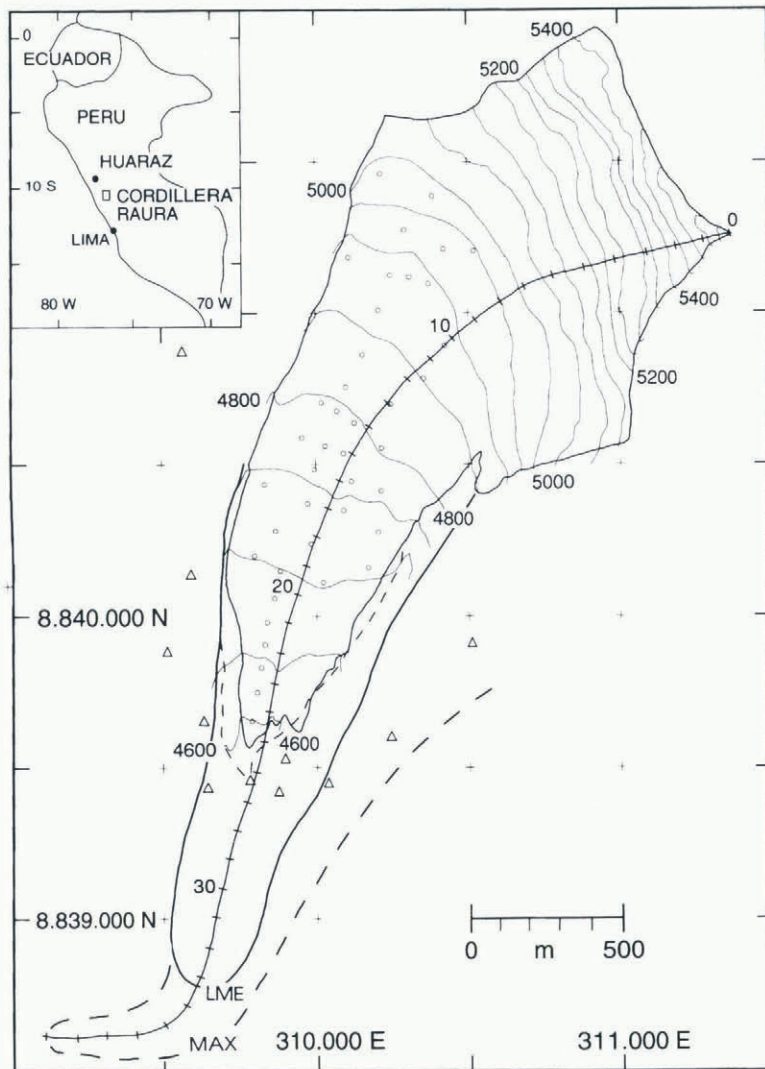 0
ECUADOR
PERU
HUARAZ
10 S
CORDILLERA
RAURA
LIMA
80 W
70 W
5400
5200
5000
0
10
5400
4800
5200
5000
4800
20
8.840.000 N
4600
4600
30
8.839.000 N
0 m 500
LME
MAX
310.000 E
311.000 E